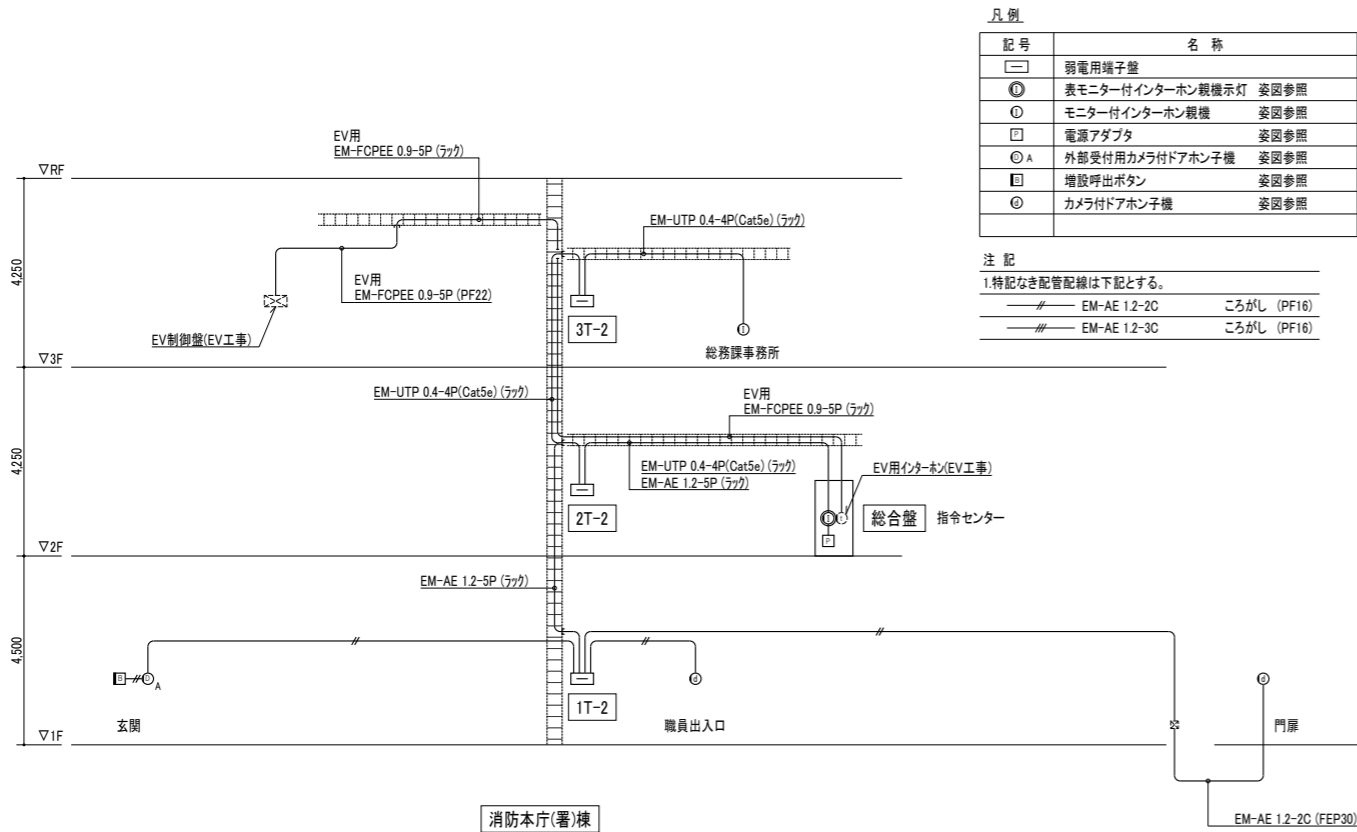 凡例
記号 名称
弱電用端子盤
表モニター付インターホン親機示灯 姿図参照
I モニター付インターホン親機 姿図参照
P 電源アダプタ 姿図参照
D A 外部受付用カメラ付ドアホン子機 姿図参照
B 増設呼出ボタン 姿図参照
d カメラ付ドアホン子機 姿図参照
注記
1.特記なき配管配線は下記とする。
EM-AE 1.2-2C ころがし (PF16)
EM-AE 1.2-3C ころがし (PF16)
EV用
EM-FCPEE 0.9-5P (ラック)
▽RF
EM-UTP 0.4-4P(Cat5e) (ラック)
4,250
EV用
EM-FCPEE 0.9-5P (PF22)
EV制御盤(EV工事)
3T-2
I
総務課事務所
▽3F
EM-UTP 0.4-4P(Cat5e) (ラック)
EV用
EM-FCPEE 0.9-5P (ラック)
4,250
EM-UTP 0.4-4P(Cat5e) (ラック)
EM-AE 1.2-5P (ラック)
EV用インターホン(EV工事)
2T-2
総合盤
指令センター
P
▽2F
EM-AE 1.2-5P (ラック)
4,500
B
D
A
d
d
1T-2
玄関
職員出入口
門扉
▽1F
消防本庁(署)棟
EM-AE 1.2-2C (FEP30)